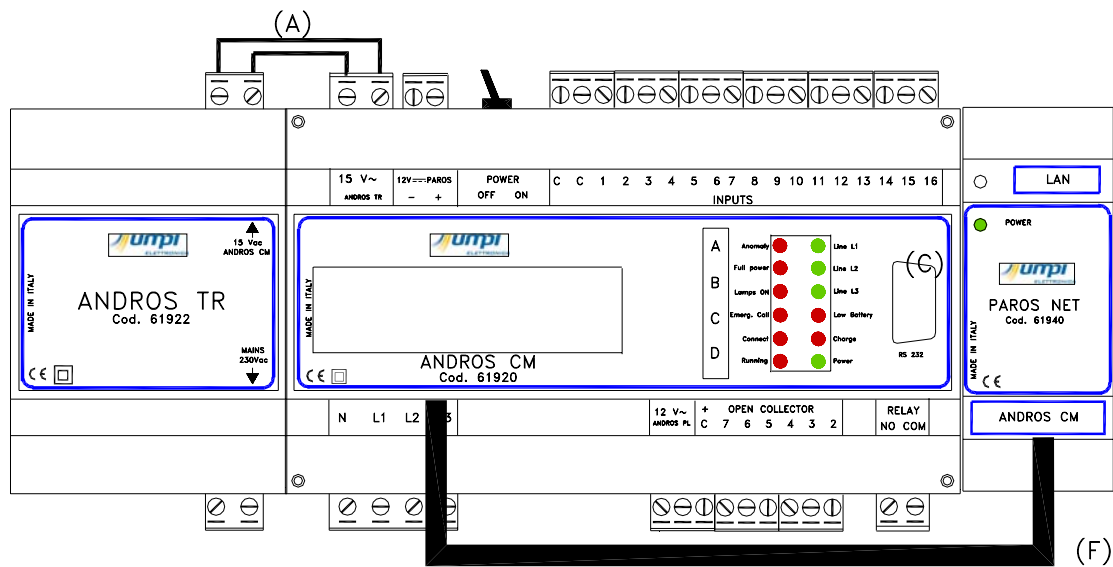 (A)
15 V~
ANDROS TR
12V PAROS
- +
POWER
OFF ON
C C 1 2 3 4 5 6 7 8 9 10 11 12 13 14 15 16
INPUTS
LAN
umpi
ELETTRONICA
15 Vac
ANDROS CM
MADE IN ITALY
ANDROS TR
Cod. 61922
MAINS
230Vac
CE
umpi
ELETTRONICA
MADE IN ITALY
ANDROS CM
Cod. 61920
CE
A
B
C
D
Anomaly Line L1
Full power Line L2
Lamps ON Line L3
Emerg. Call Low Battery
Connect Charge
Running Power
(C)
RS 232
POWER
umpi
ELETTRONICA
PAROS NET
Cod. 61940
MADE IN ITALY
CE
ANDROS CM
N L1 L2
12 V~
ANDROS PL
+ OPEN COLLECTOR
C 7 6 5 4 3 2
RELAY
NO COM
(F)